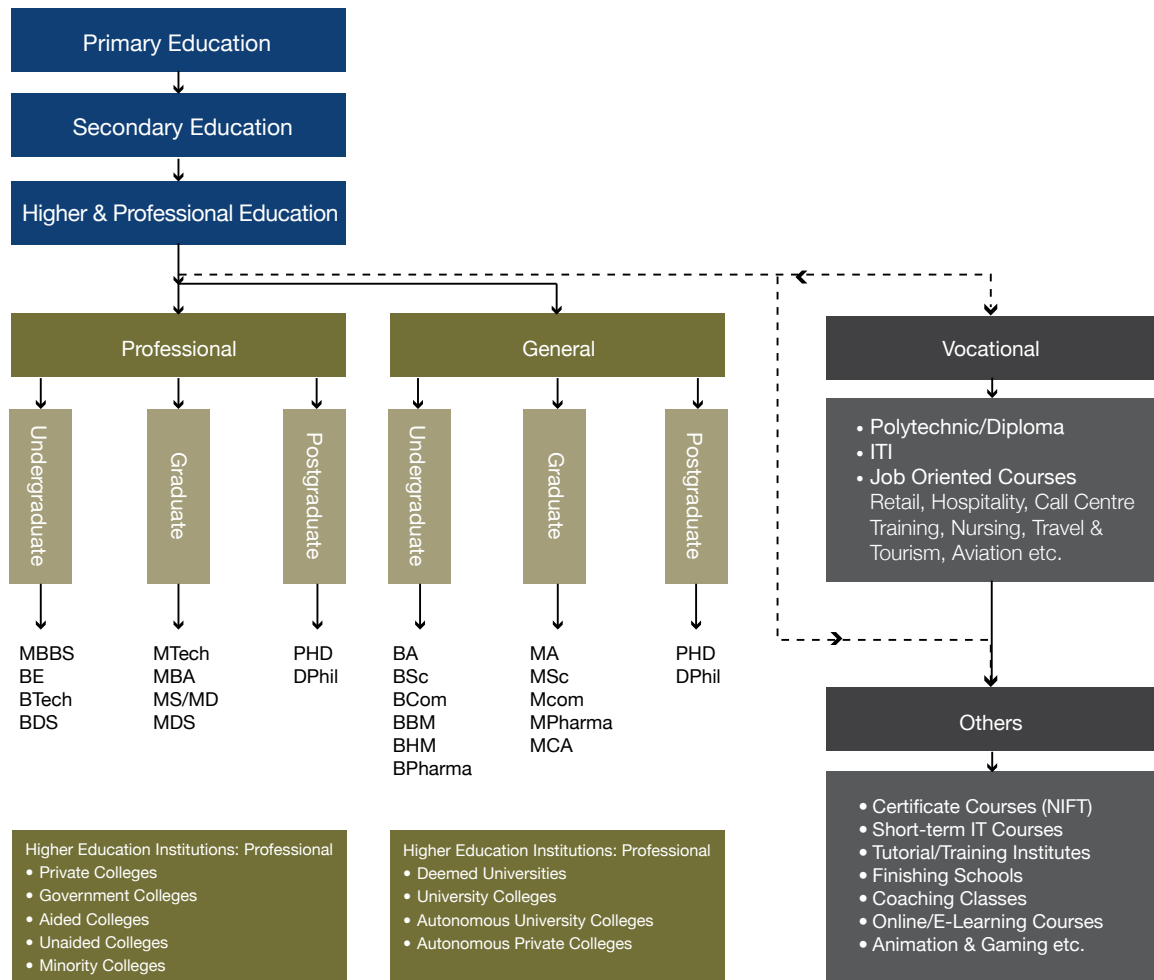 Primary Education
Secondary Education
Higher & Professional Education
Professional
General
Vocational
Undergraduate
Graduate
Postgraduate
Undergraduate
Graduate
Postgraduate
• Polytechnic/Diploma
• ITI
• Job Oriented Courses
Retail, Hospitality, Call Centre
Training, Nursing, Travel &
Tourism, Aviation etc.
MBBS
BE
BTech
BDS
MTech
MBA
MS/MD
MDS
PHD
DPhil
BA
BSc
BCom
BBM
BHM
BPharma
MA
MSc
Mcom
MPharma
MCA
PHD
DPhil
Others
• Certificate Courses (NIFT)
• Short-term IT Courses
• Tutorial/Training Institutes
• Finishing Schools
• Coaching Classes
• Online/E-Learning Courses
• Animation & Gaming etc.
Higher Education Institutions: Professional
• Private Colleges
• Government Colleges
• Aided Colleges
• Unaided Colleges
• Minority Colleges
Higher Education Institutions: Professional
• Deemed Universities
• University Colleges
• Autonomous University Colleges
• Autonomous Private Colleges